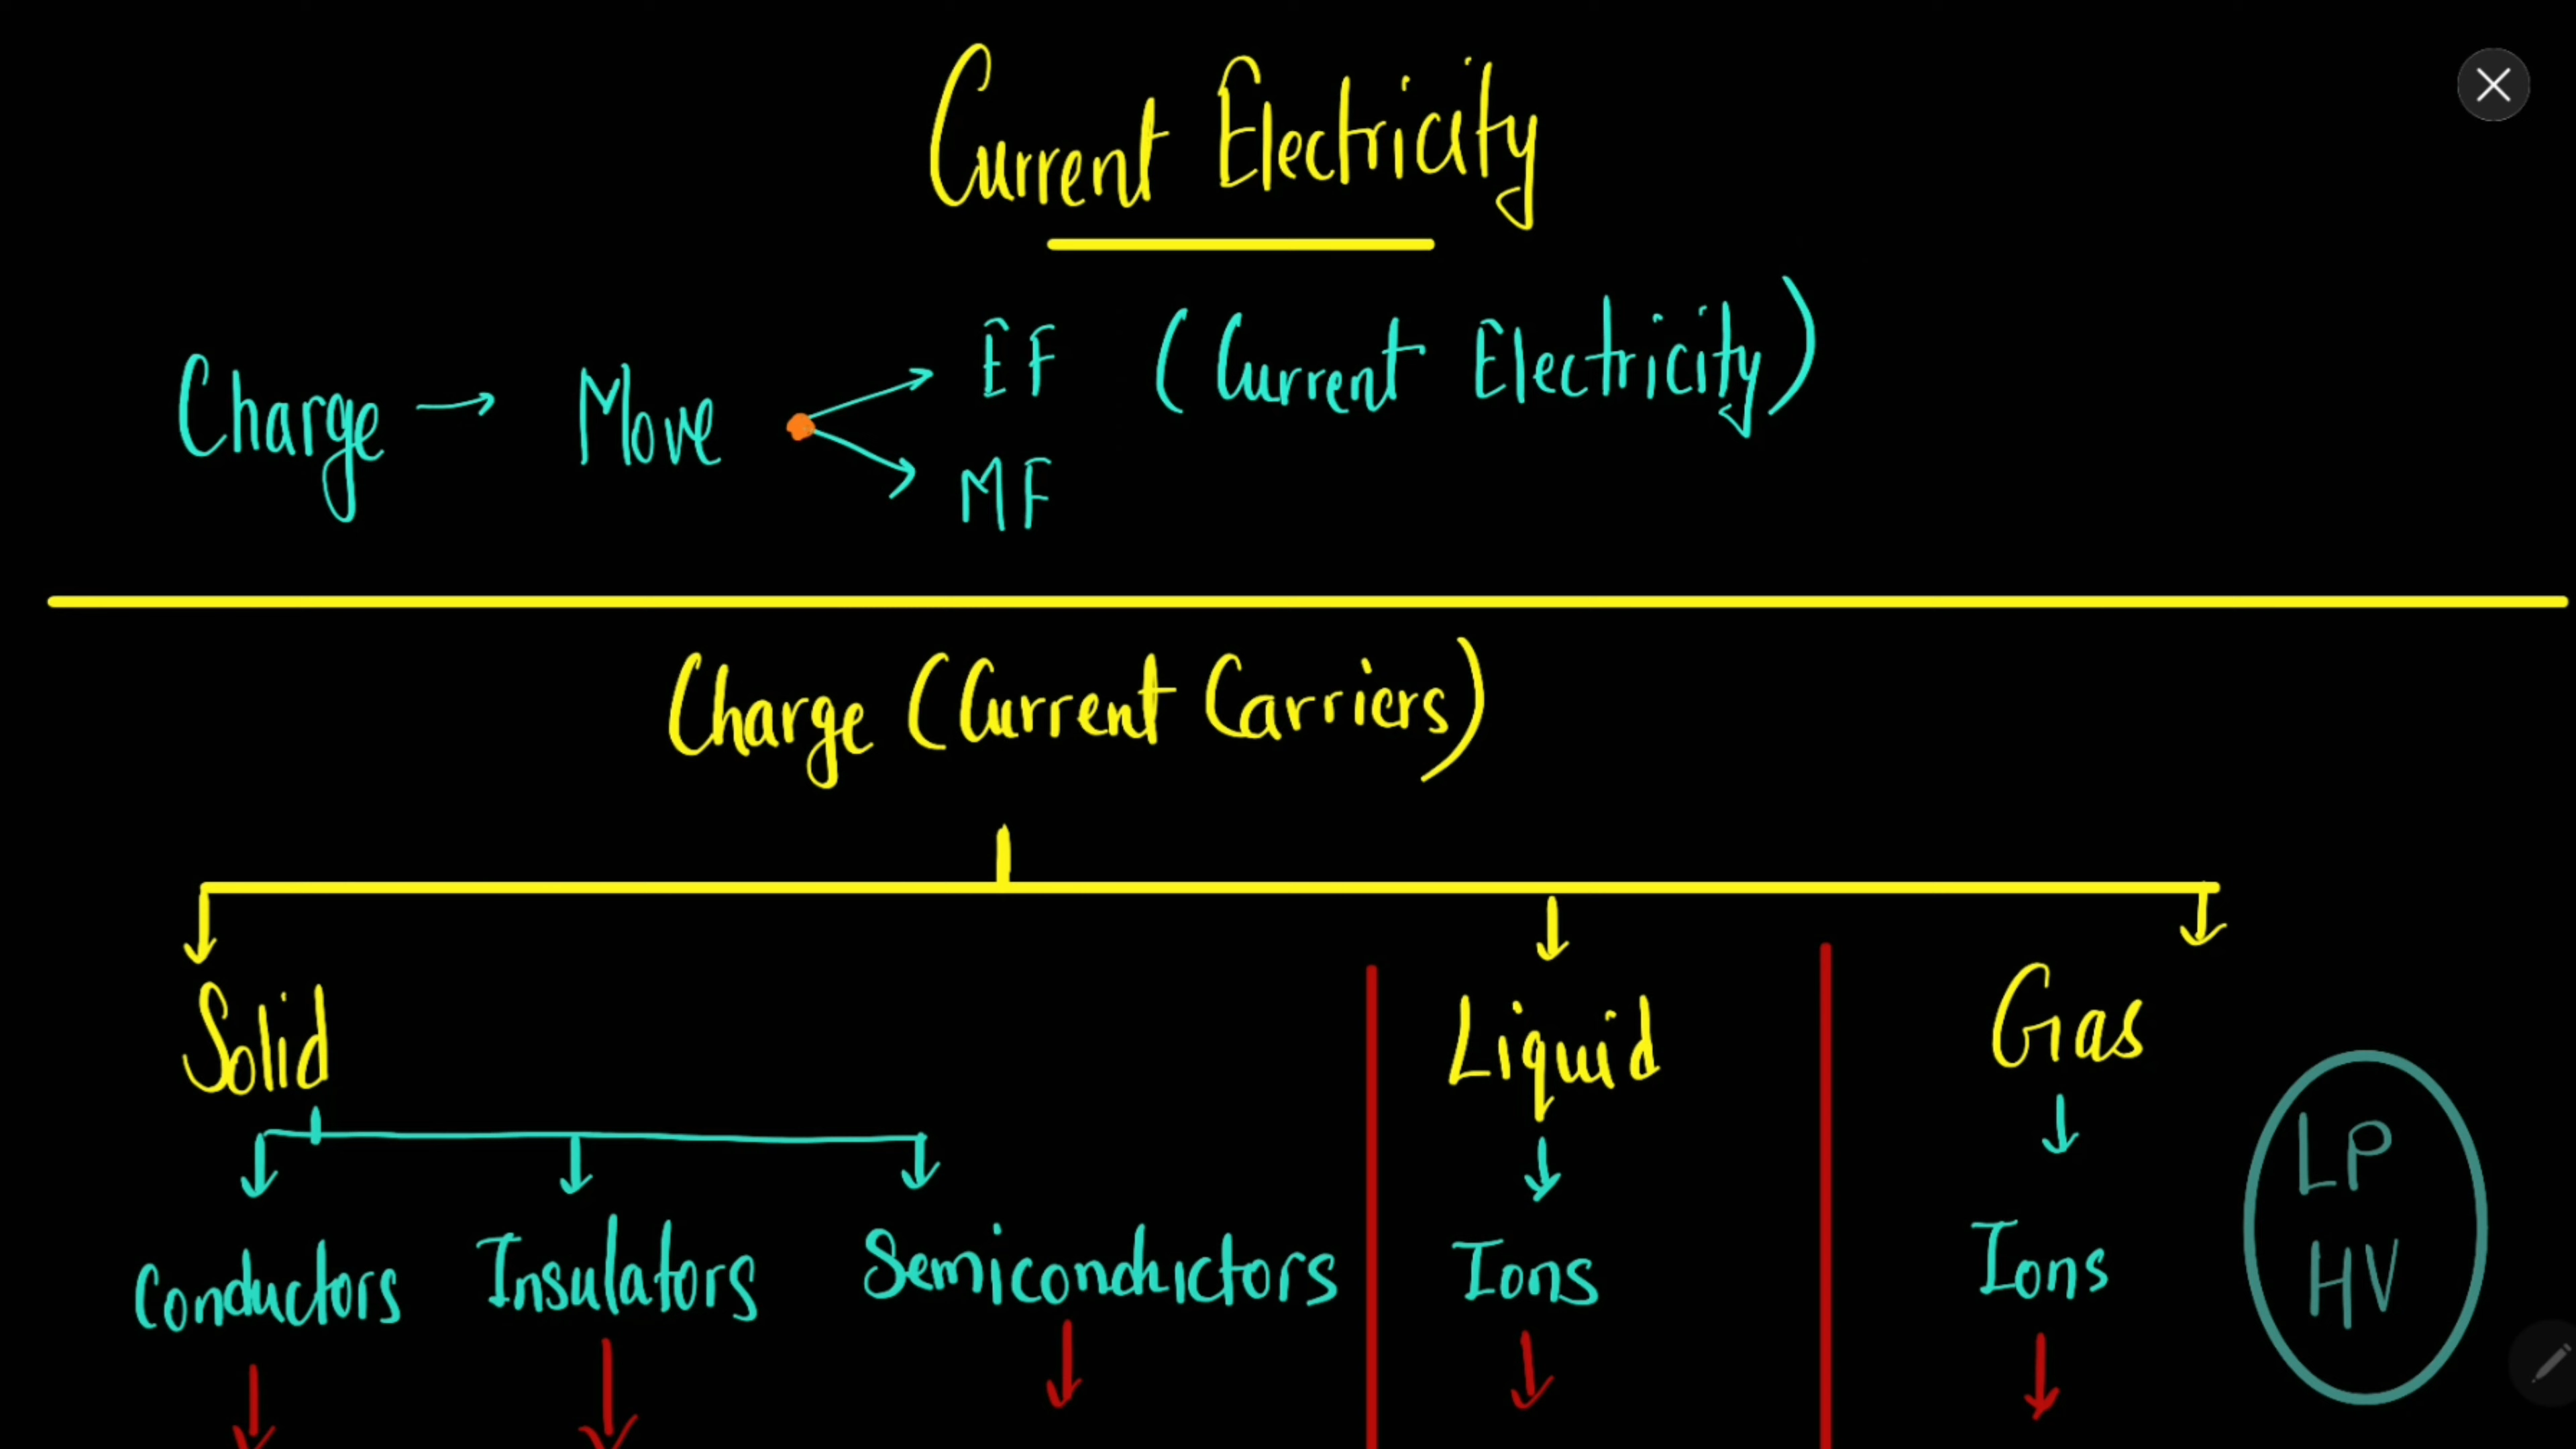 Current Electricity
Charge → Move
EF (Current Electricity)
MF
Charge (Current Carriers)
Solid
Liquid
Gas
Conductors
Insulators
Semiconductors
Ions
Ions
LP
HV